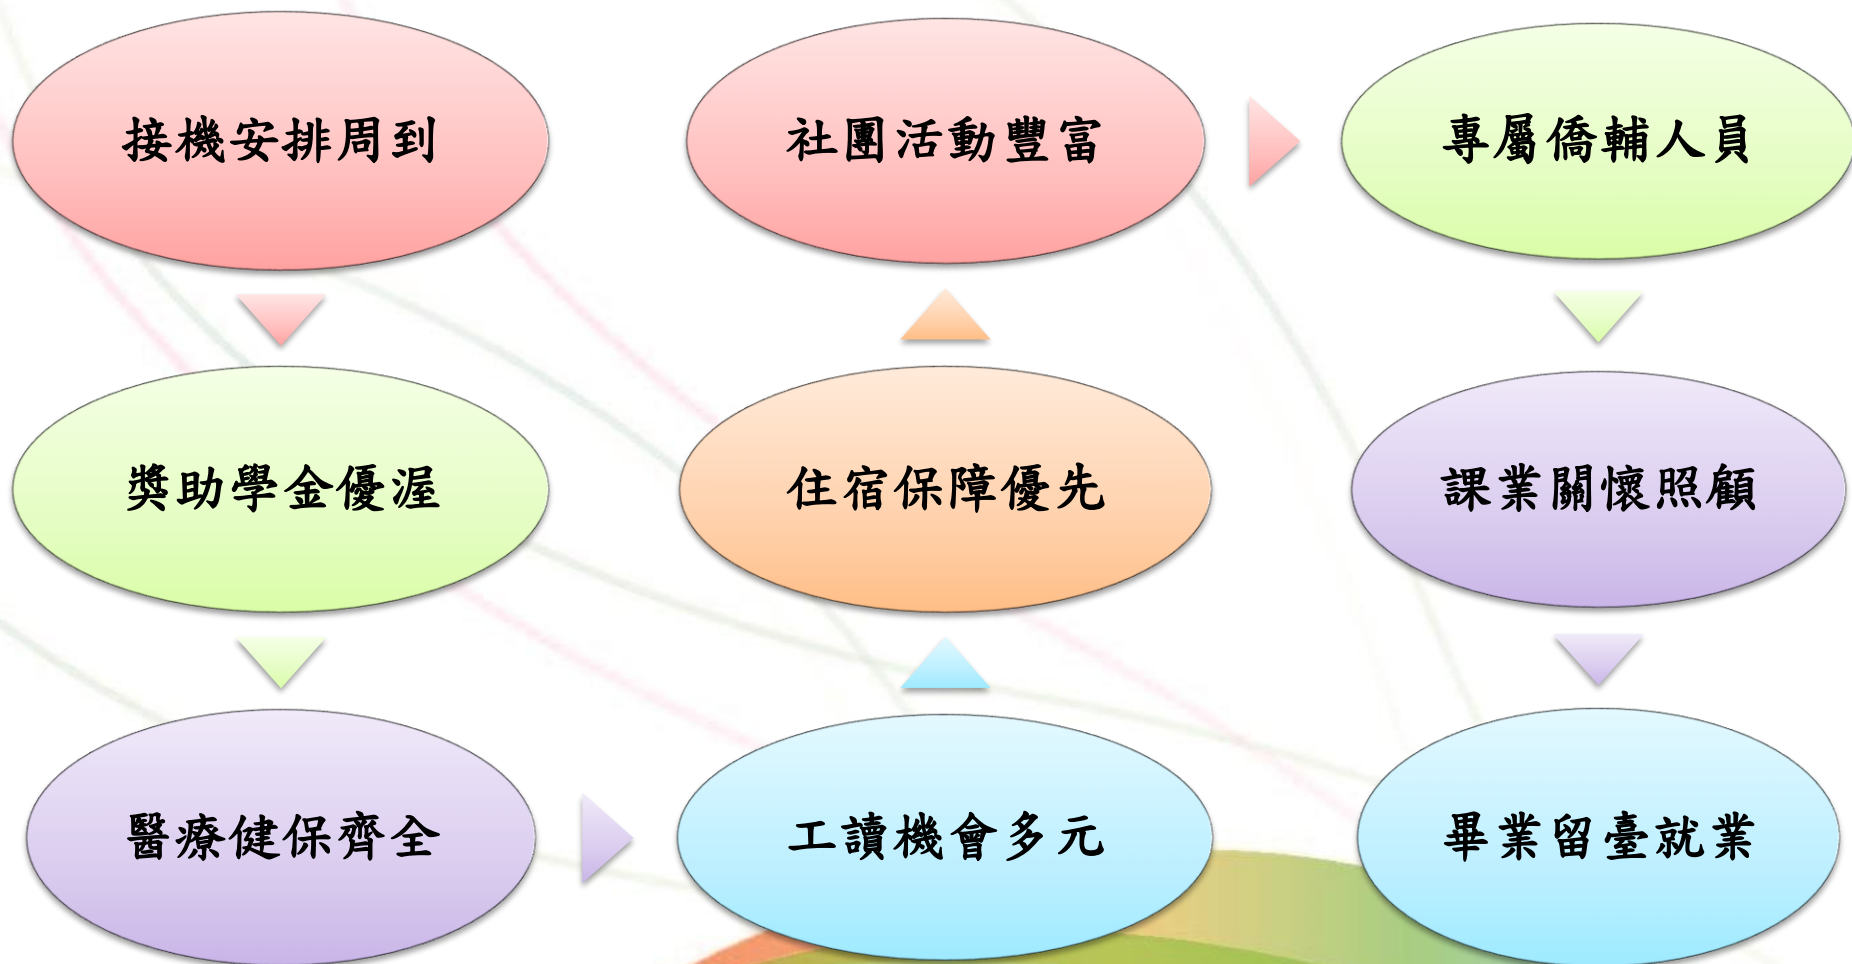 接機安排周到
獎助學金優渥
醫療健保齊全
工讀機會多元
住宿保障優先
社團活動豐富
專屬僑輔人員
課業關懷照顧
畢業留臺就業